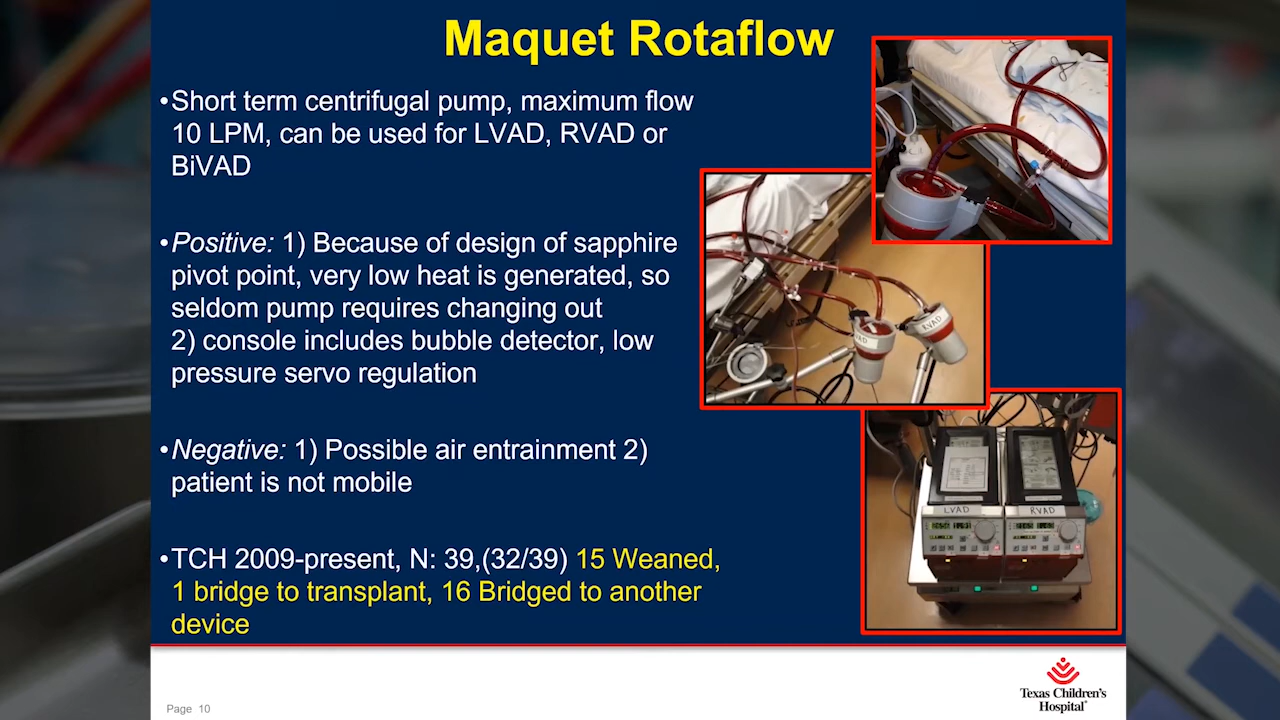 Maquet Rotaflow
•Short term centrifugal pump, maximum flow
10 LPM, can be used for LVAD, RVAD or
BiVAD
•Positive: 1) Because of design of sapphire
pivot point, very low heat is generated, so
seldom pump requires changing out
2) console includes bubble detector, low
pressure servo regulation
•Negative: 1) Possible air entrainment 2)
patient is not mobile
•TCH 2009-present, N: 39,(32/39) 15 Weaned,
1 bridge to transplant, 16 Bridged to another
device
RVAD
LVAD
RVAD
Page 10
Texas Children's
Hospital®